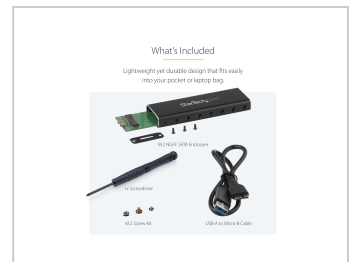 What's Included
Lightweight yet durable design that fits easily
into your pocket or laptop bag.
StarTech.com
M.2 NGFF SATA Enclosure
1x Screwdriver
M.2 Screw Kit
USB-A to Micro-B Cable